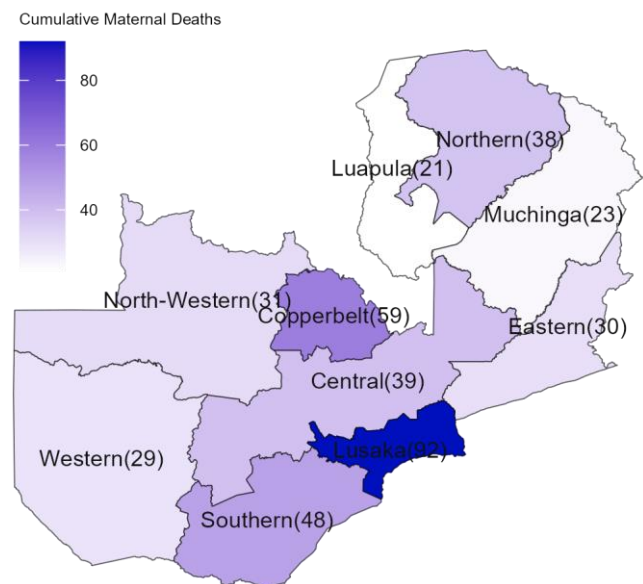 Cumulative Maternal Deaths
80
60
40
Northern(38)
Luapula(21)
Muchinga(23)
North-Western(31)
Copperbelt(59)
Eastern(30)
Central(39)
Lusaka(92)
Western(29)
Southern(48)